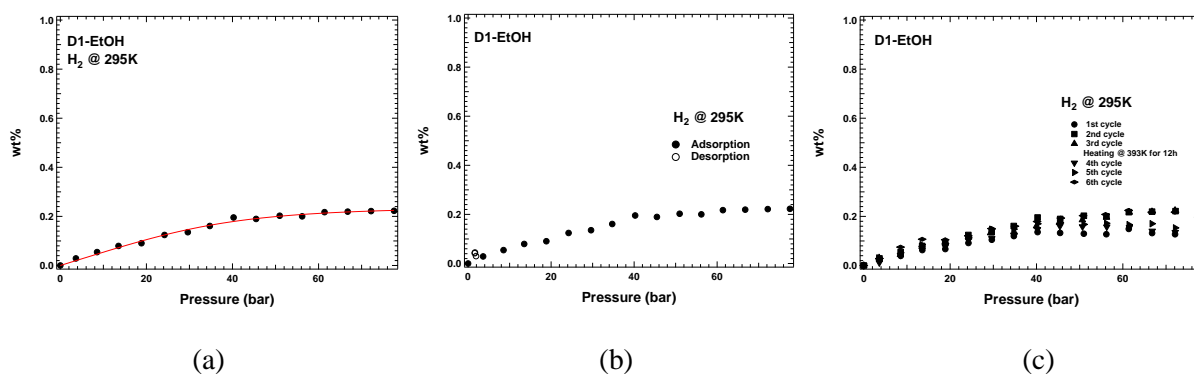 D1-EtOH
H2 @ 295K
wt%
1.0
0.8
0.6
0.4
0.2
0.0
0 20 40 60
Pressure (bar)
(a)
D1-EtOH
H2 @ 295K
Adsorption
Desorption
wt%
1.0
0.8
0.6
0.4
0.2
0.0
0 20 40 60
Pressure (bar)
(b)
D1-EtOH
H2 @ 295K
1st cycle
2nd cycle
3rd cycle
Heating @ 393K for 12h
4th cycle
5th cycle
6th cycle
wt%
1.0
0.8
0.6
0.4
0.2
0.0
0 20 40 60
Pressure (bar)
(c)